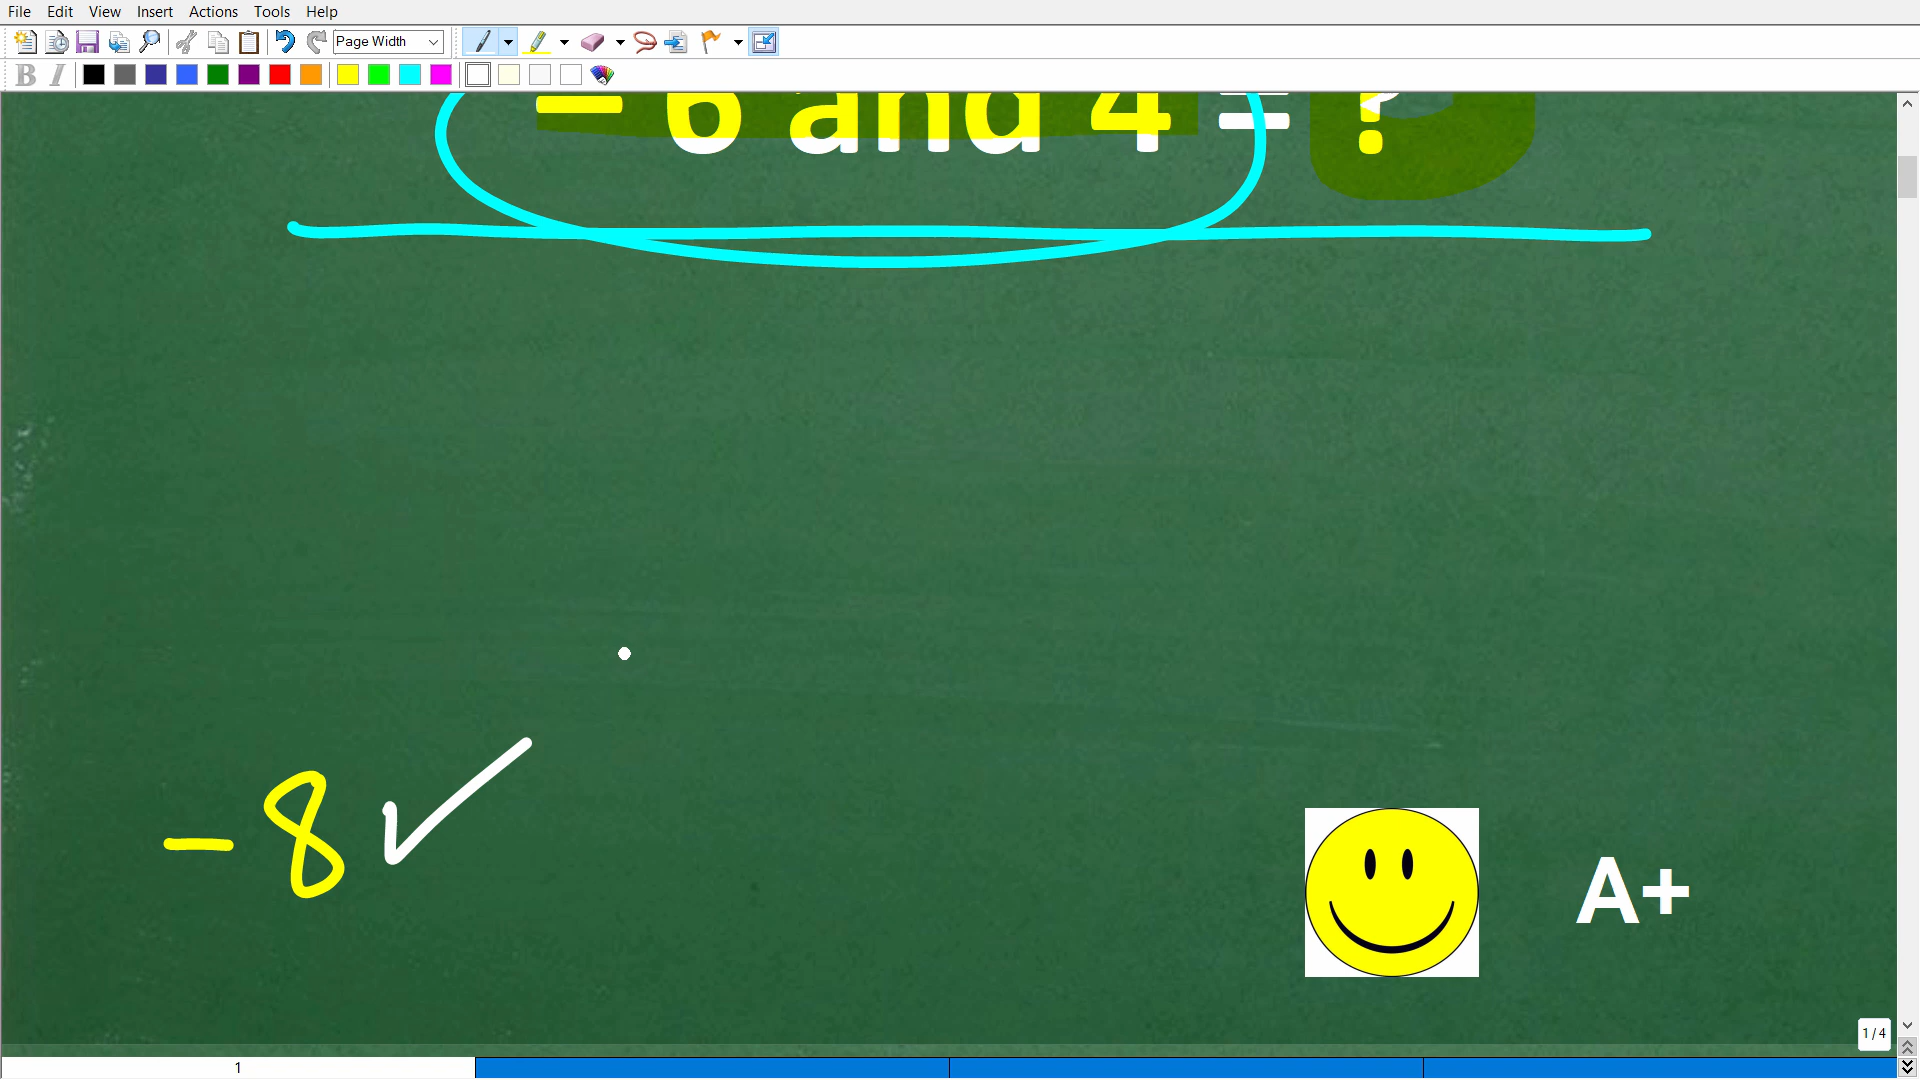 File Edit View Insert Actions Tools Help
Page Width
B I
– 6 and 4 = ?
- 8 ✓
A+
1 / 4
1